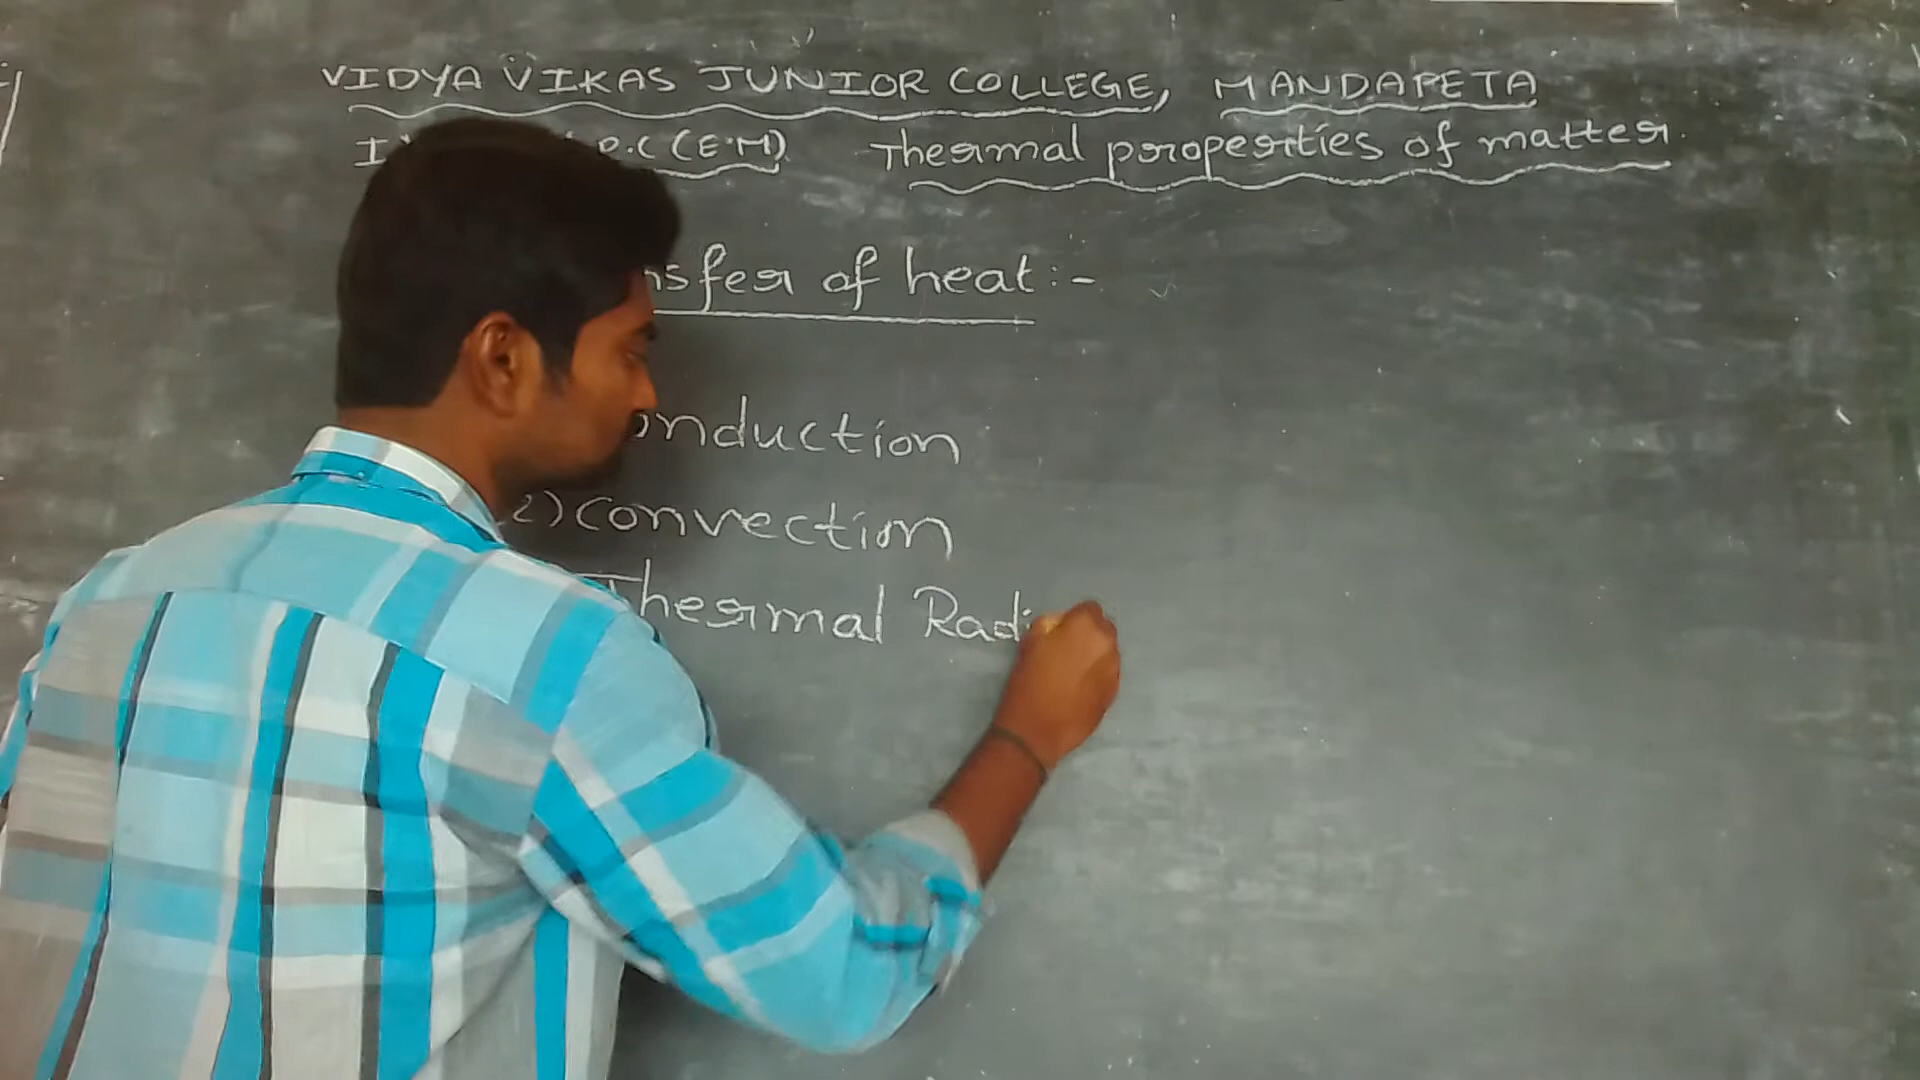 VIDYA VIKAS JUNIOR COLLEGE, MANDAPETA
P.C (E.M) Thermal properties of matter.
nsfer of heat:-
onduction
2) Convection
Thermal Radi